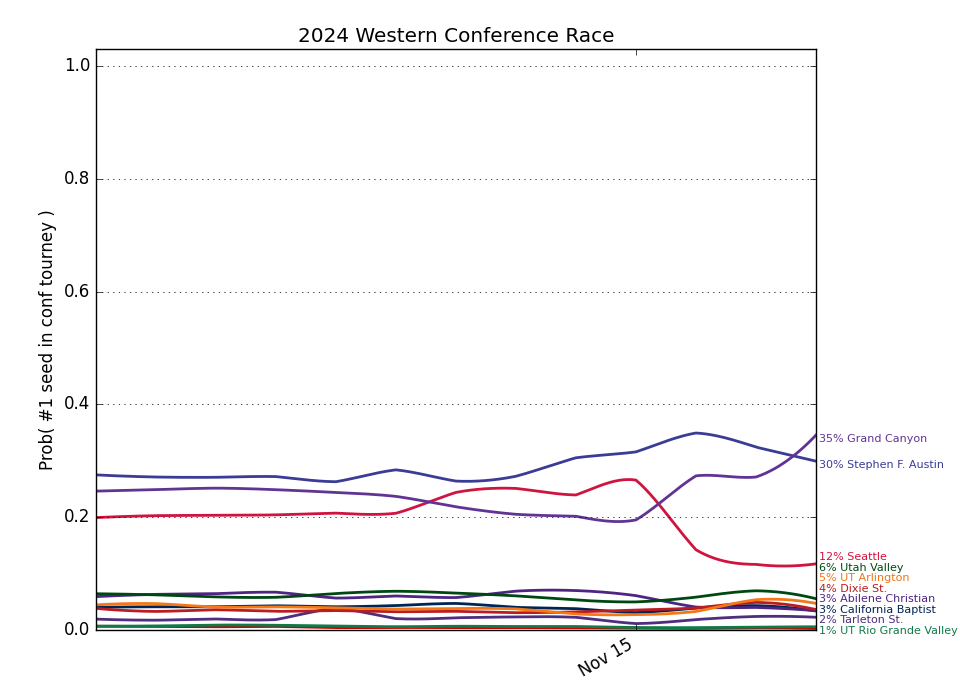 2024 Western Conference Race
Prob( #1 seed in conf tourney )
1.0
0.8
0.6
0.4
0.2
0.0
Nov 15
35% Grand Canyon
30% Stephen F. Austin
12% Seattle
6% Utah Valley
5% UT Arlington
4% Dixie St.
3% Abilene Christian
3% California Baptist
2% Tarleton St.
1% UT Rio Grande Valley